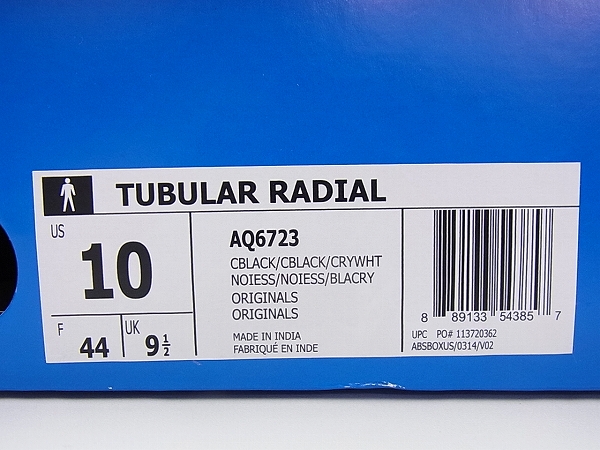 TUBULAR RADIAL
US
10
F
44
UK
9 1/2
AQ6723
CBLACK/CBLACK/CRYWHT
NOIESS/NOIESS/BLACRY
ORIGINALS
ORIGINALS
MADE IN INDIA
FABRIQUÉ EN INDE
8 89133 54385 7
UPC PO# 113720362
ABSBOXUS/0314/V02